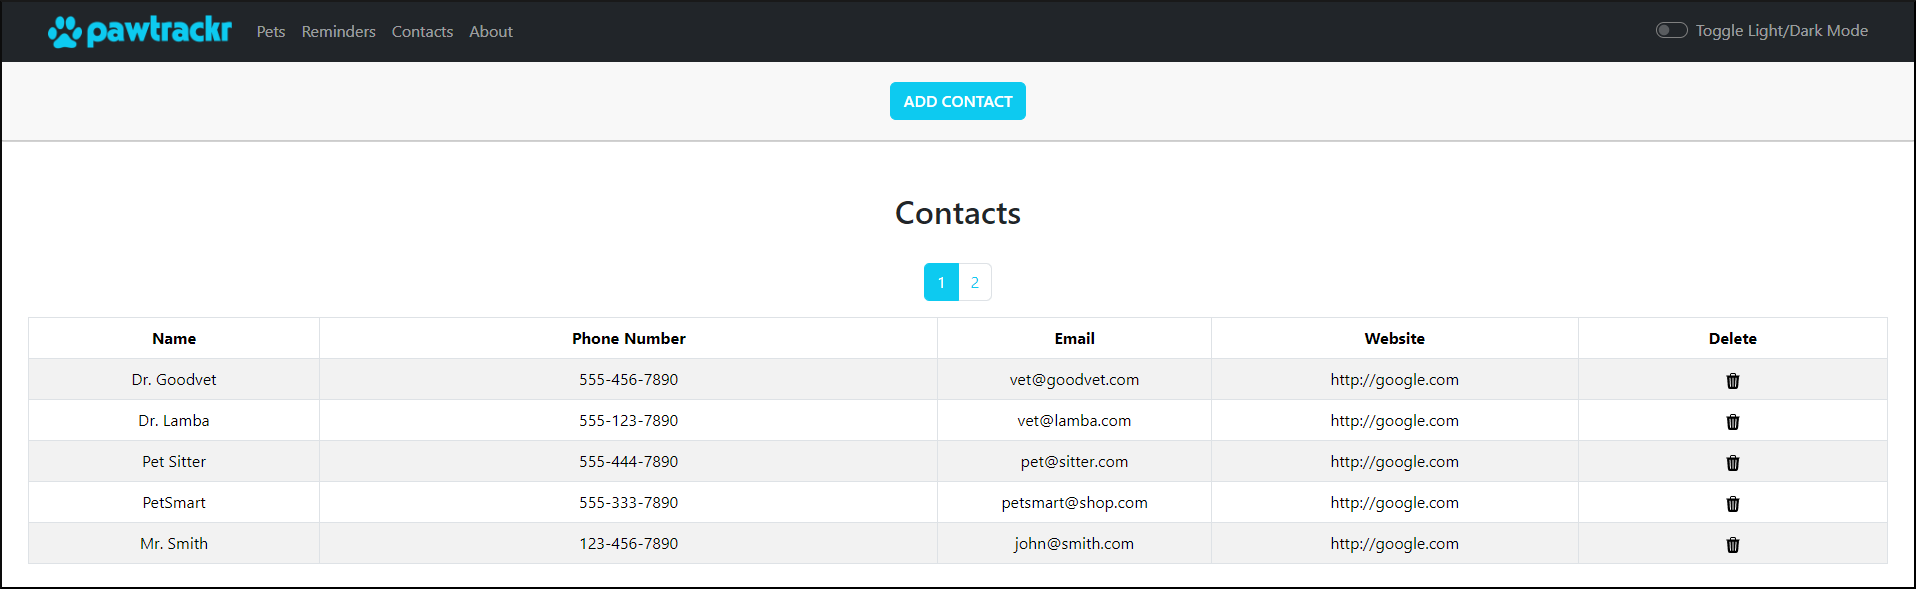 pawtrackr Pets Reminders Contacts About Toggle Light/Dark Mode
ADD CONTACT
Contacts
1 2
Name Phone Number Email Website Delete
Dr. Goodvet 555-456-7890 vet@goodvet.com http://google.com
Dr. Lamba 555-123-7890 vet@lamba.com http://google.com
Pet Sitter 555-444-7890 pet@sitter.com http://google.com
PetSmart 555-333-7890 petsmart@shop.com http://google.com
Mr. Smith 123-456-7890 john@smith.com http://google.com